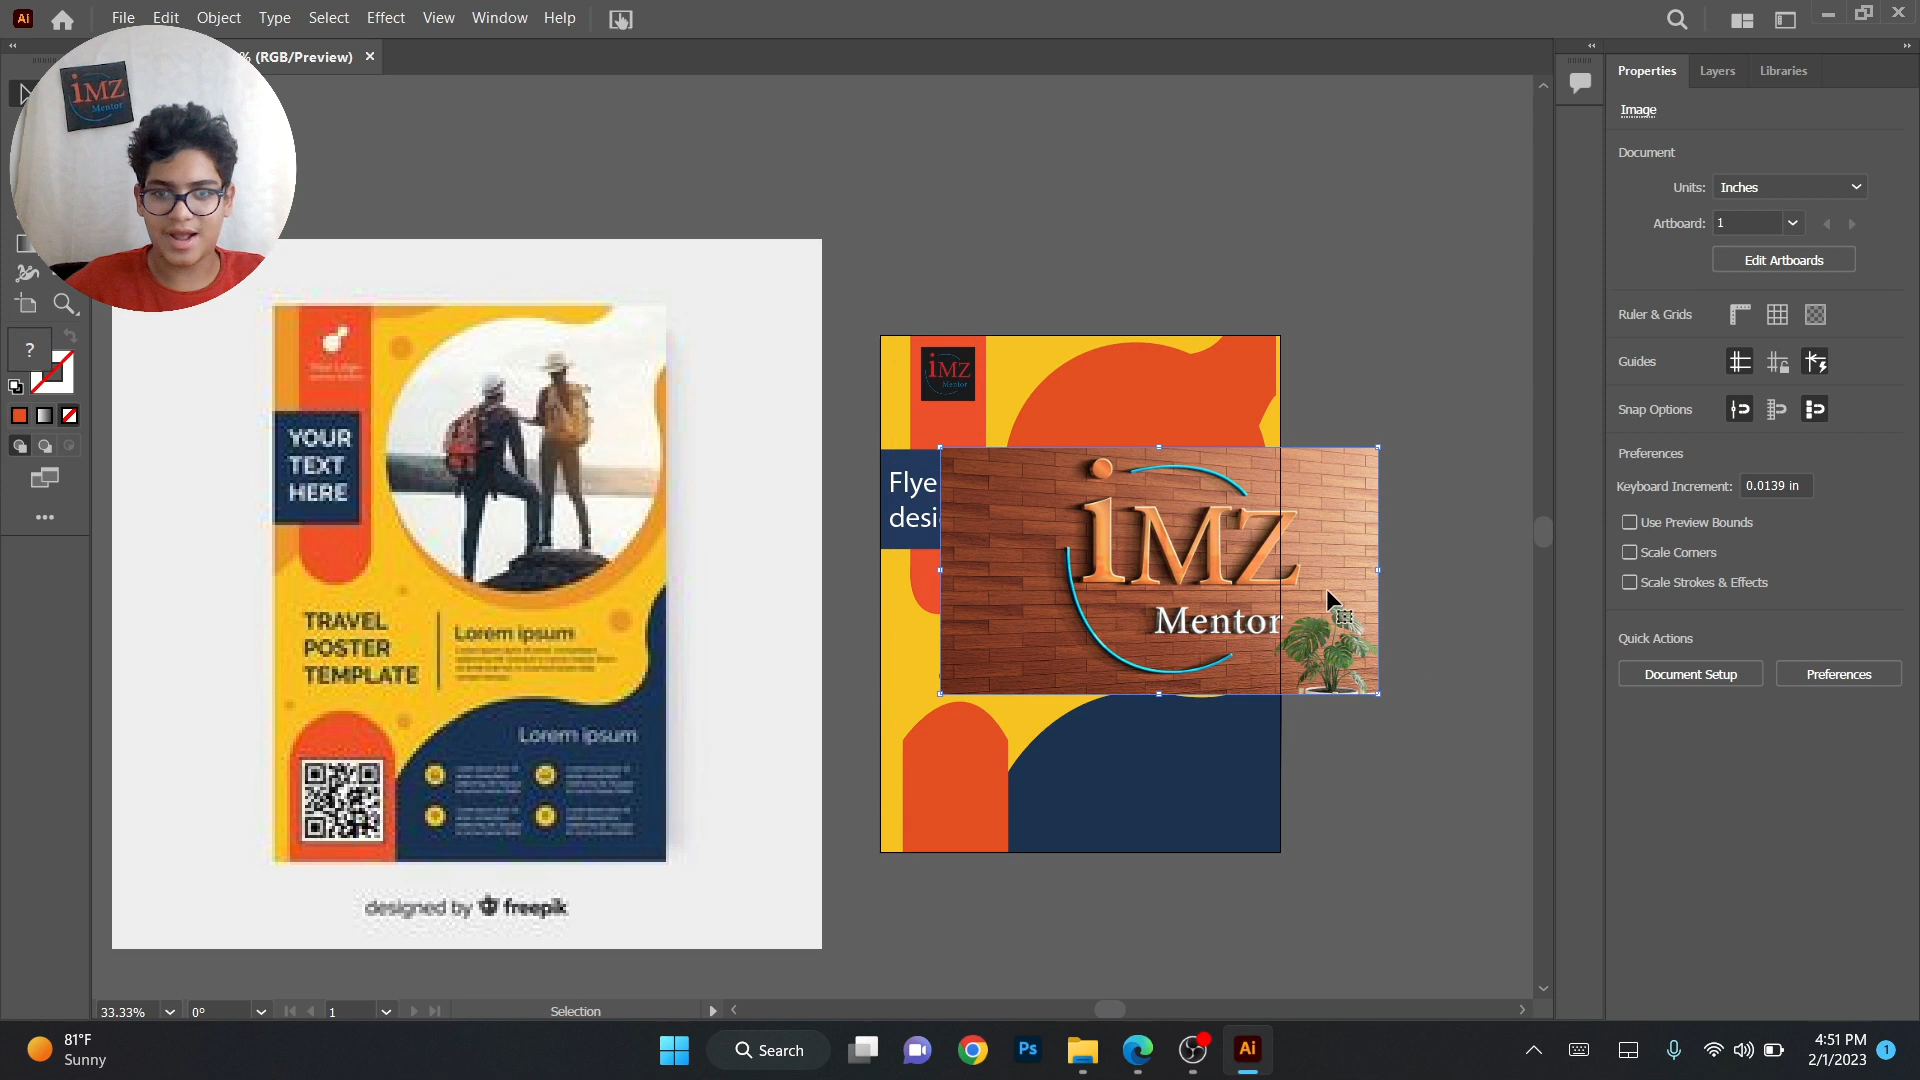 Ai File Edit Object Type Select Effect View Window Help
% (RGB/Preview) ×
iMZ
Mentor
Properties Layers Libraries
Image
Document
Units: Inches
Artboard: 1
Edit Artboards
Ruler & Grids
Guides
Snap Options
Preferences
Keyboard Increment: 0.0139 in
Use Preview Bounds
Scale Corners
Scale Strokes & Effects
Quick Actions
Document Setup Preferences
?
YOUR
TEXT
HERE
TRAVEL
POSTER
TEMPLATE
Lorem ipsum
Lorem ipsum
designed by freepik
iMZ
Mentor
Flye
desi
iMZ
Mentor
33.33% 0° 1 Selection
81°F
Sunny
Search
Ps
Ai
4:51 PM
2/1/2023
1